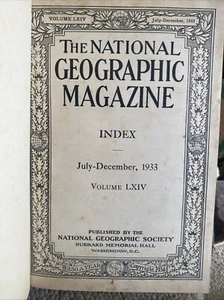 VOLUME LXIV
July-December, 1933
THE NATIONAL
GEOGRAPHIC
MAGAZINE
INDEX
July-December, 1933
VOLUME LXIV
PUBLISHED BY THE
NATIONAL GEOGRAPHIC SOCIETY
HUBBARD MEMORIAL HALL
WASHINGTON, D.C.